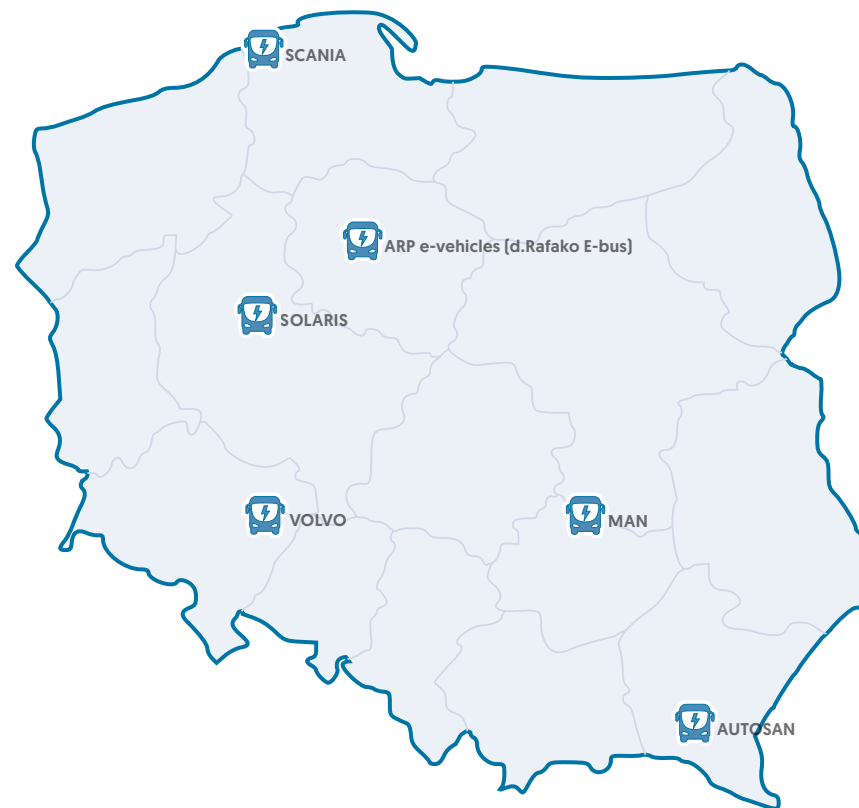 SCANIA
ARP e-vehicles (d.Rafako E-bus)
SOLARIS
VOLVO
MAN
AUTOSAN